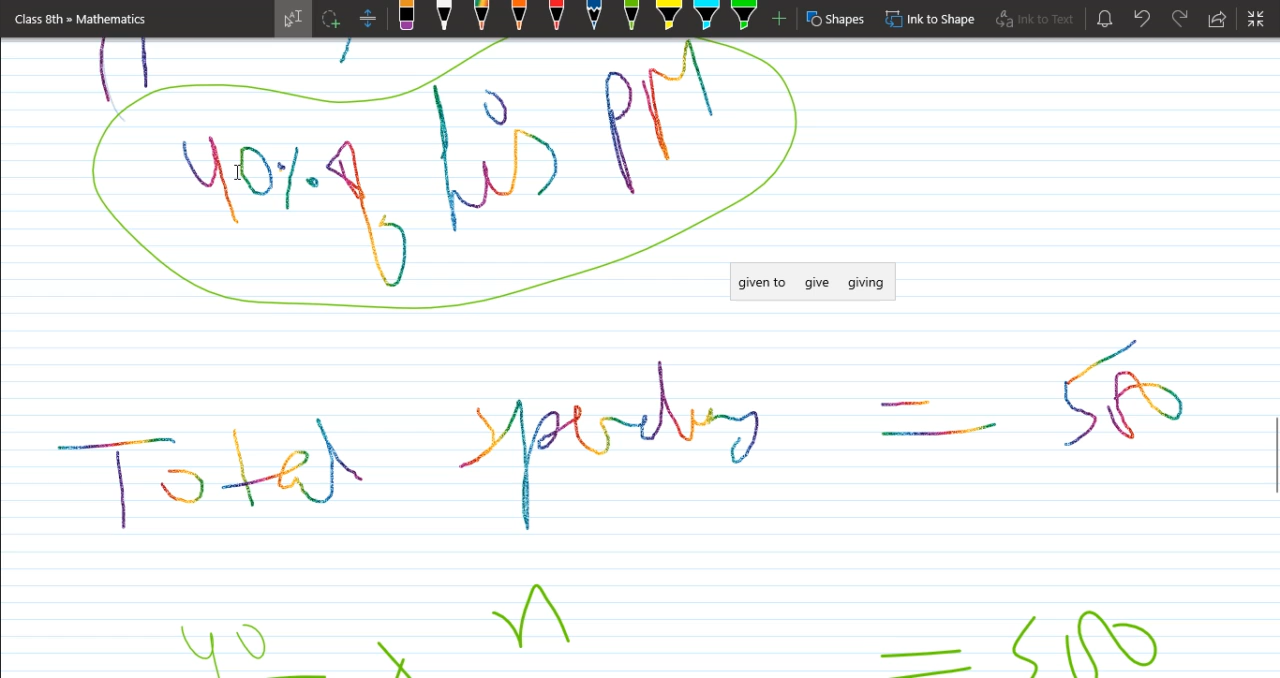 Class 8th » Mathematics Shapes Ink to Shape Ink to Text
40%. of his PM
given to give giving
Total spending = 500
40 × n = 500